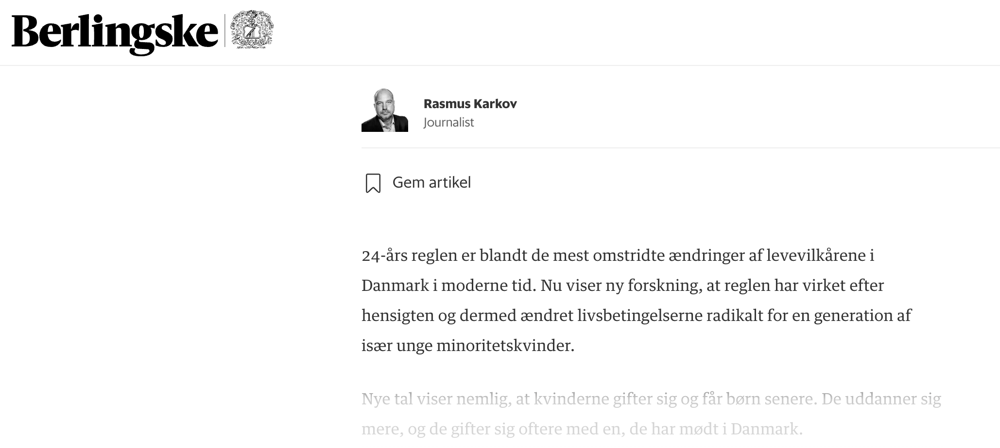 Berlingske
Rasmus Karkov
Journalist
Gem artikel
24-års reglen er blandt de mest omstridte ændringer af levevilkårene i
Danmark i moderne tid. Nu viser ny forskning, at reglen har virket efter
hensigten og dermed ændret livsbetingelserne radikalt for en generation af
især unge minoritetskvinder.
Nye tal viser nemlig, at kvinderne gifter sig og får børn senere. De uddanner sig
mere, og de gifter sig oftere med en, de har mødt i Danmark.